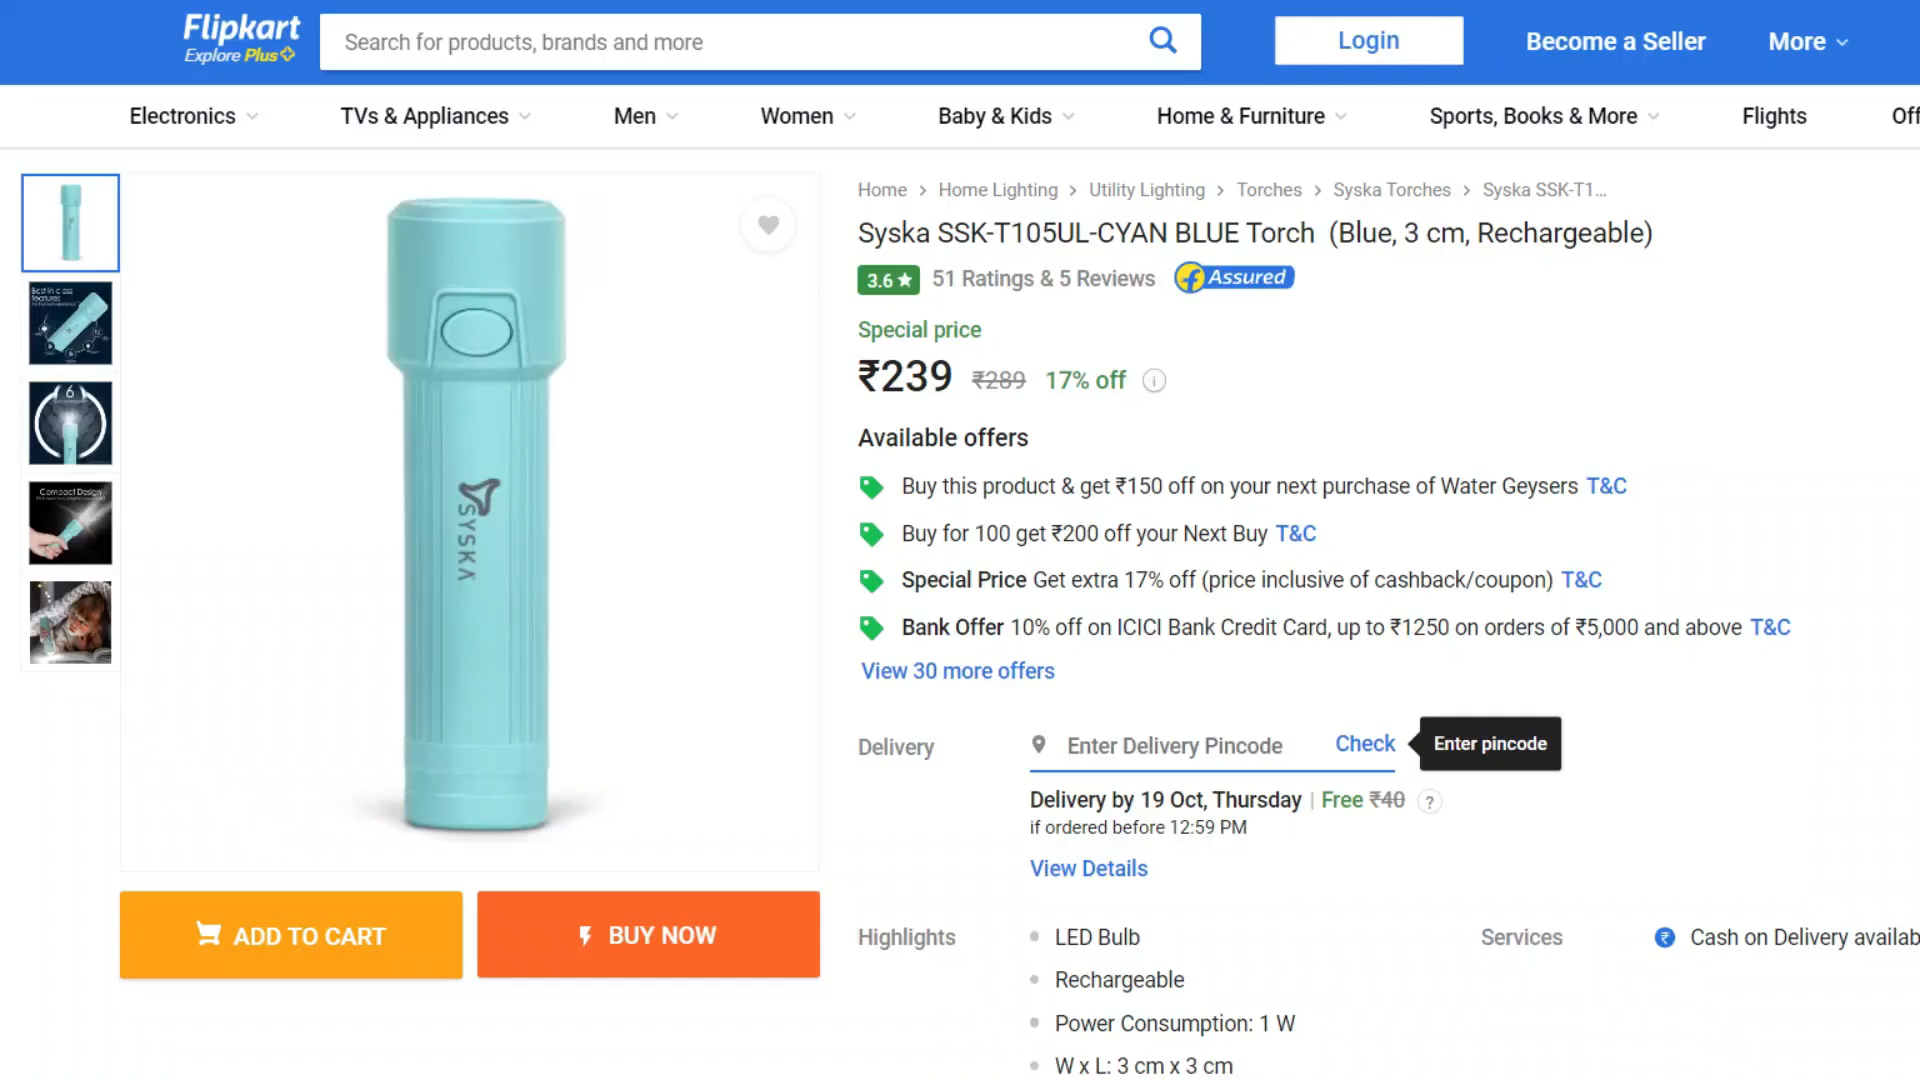 Flipkart
Explore Plus
Search for products, brands and more
Login
Become a Seller
More
Electronics
TVs & Appliances
Men
Women
Baby & Kids
Home & Furniture
Sports, Books & More
Flights
Off
Home > Home Lighting > Utility Lighting > Torches > Syska Torches > Syska SSK-T1...
Syska SSK-T105UL-CYAN BLUE Torch (Blue, 3 cm, Rechargeable)
3.6 ★ 51 Ratings & 5 Reviews Assured
Special price
₹239 ₹289 17% off
Available offers
Buy this product & get ₹150 off on your next purchase of Water Geysers T&C
Buy for 100 get ₹200 off your Next Buy T&C
Special Price Get extra 17% off (price inclusive of cashback/coupon) T&C
Bank Offer 10% off on ICICI Bank Credit Card, up to ₹1250 on orders of ₹5,000 and above T&C
View 30 more offers
Delivery
Enter Delivery Pincode
Check
Enter pincode
Delivery by 19 Oct, Thursday | Free ₹40 ?
if ordered before 12:59 PM
View Details
Best in class
features
6
Compact Design
SYSKA
ADD TO CART
BUY NOW
Highlights
LED Bulb
Rechargeable
Power Consumption: 1 W
W x L: 3 cm x 3 cm
Services
₹ Cash on Delivery availab